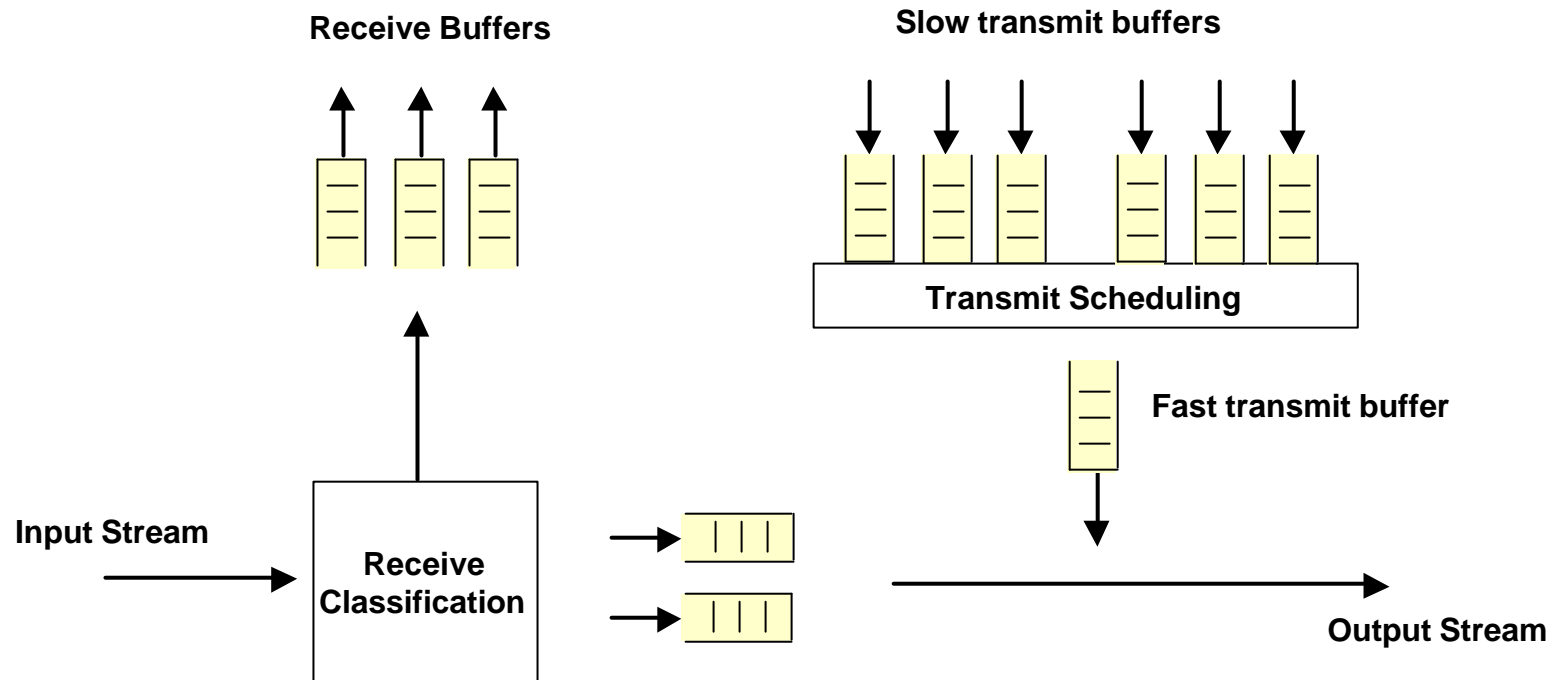 Receive Buffers
Slow transmit buffers
Transmit Scheduling
Fast transmit buffer
Input Stream
Receive
Classification
Output Stream